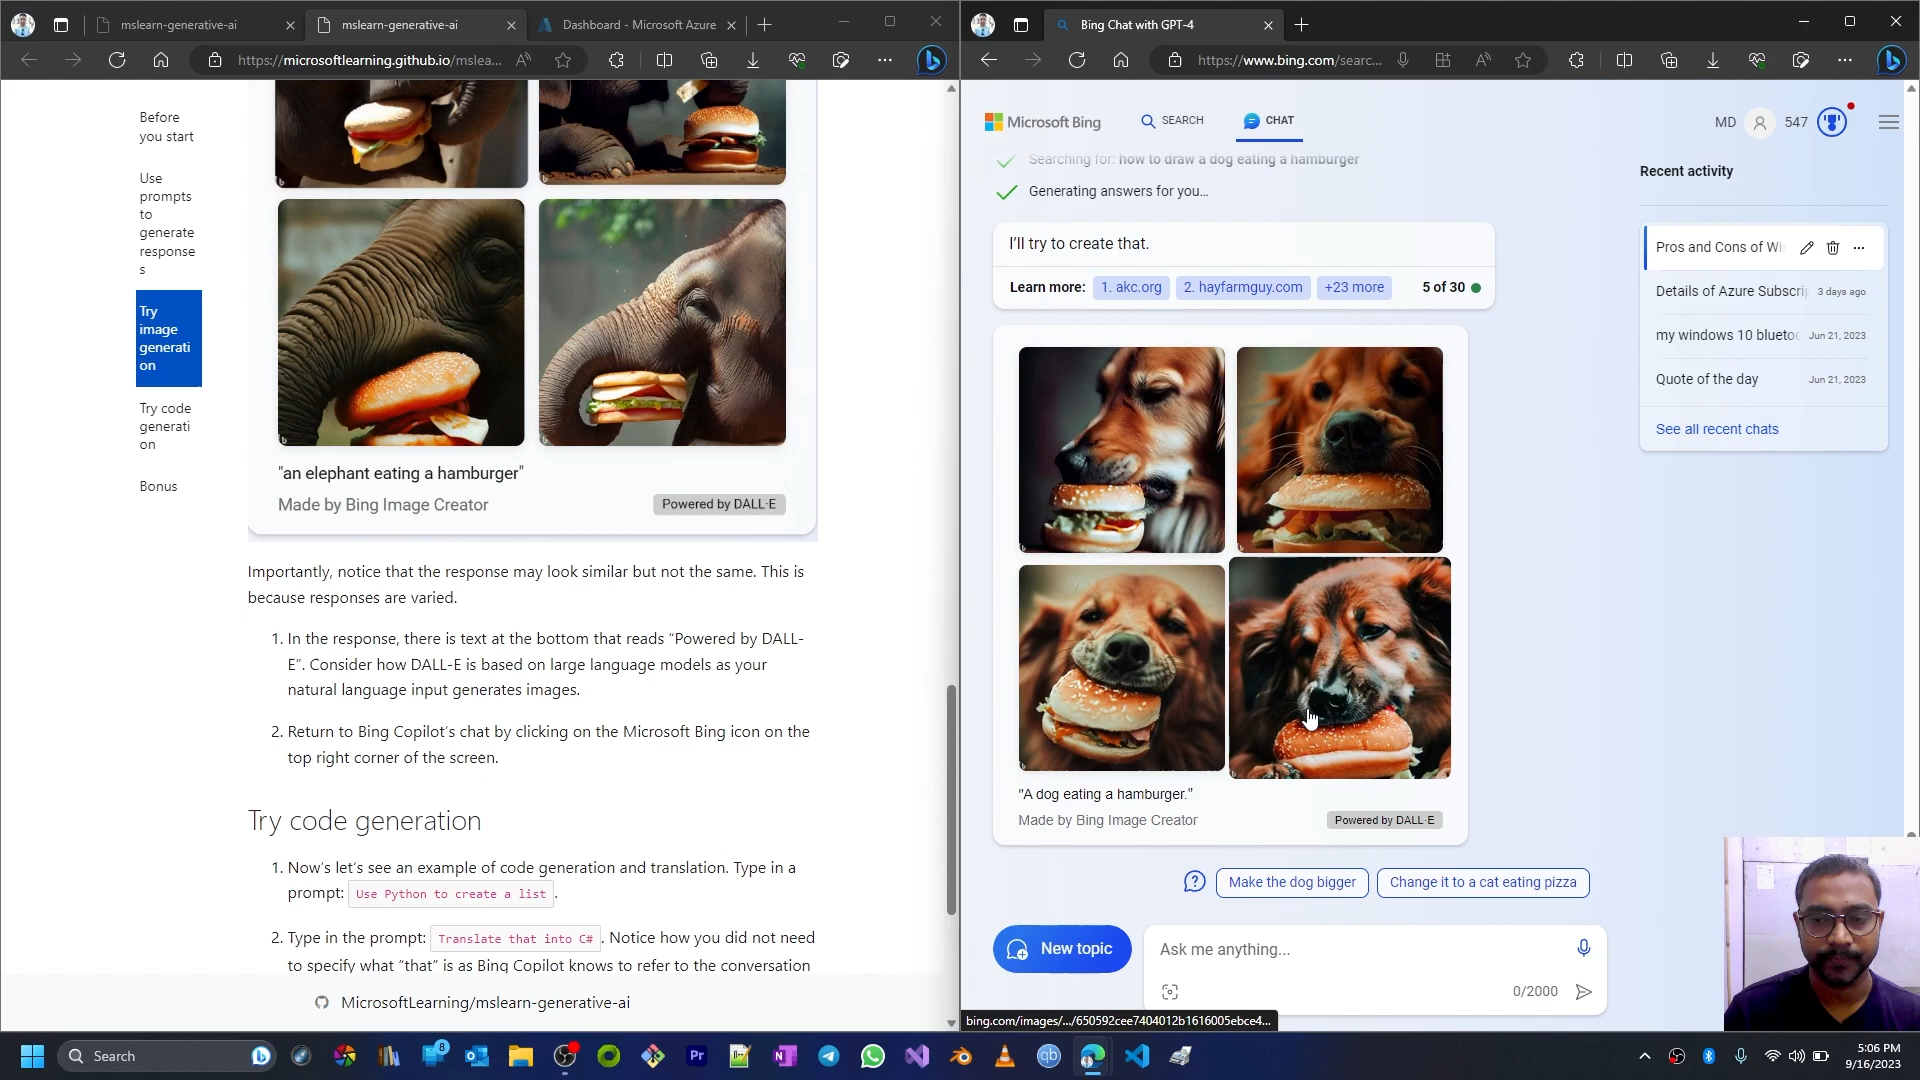 mslearn-generative-ai
mslearn-generative-ai
Dashboard - Microsoft Azure
https://microsoftlearning.github.io/mslea...
Before
you start
Use
prompts
to
generate
response
s
Try
image
generati
on
Try code
generati
on
Bonus
"an elephant eating a hamburger"
Made by Bing Image Creator
Powered by DALL·E
Importantly, notice that the response may look similar but not the same. This is
because responses are varied.
1. In the response, there is text at the bottom that reads “Powered by DALL-
E”. Consider how DALL-E is based on large language models as your
natural language input generates images.
2. Return to Bing Copilot’s chat by clicking on the Microsoft Bing icon on the
top right corner of the screen.
Try code generation
1. Now’s let’s see an example of code generation and translation. Type in a
prompt: Use Python to create a list.
2. Type in the prompt: Translate that into C#. Notice how you did not need
to specify what “that” is as Bing Copilot knows to refer to the conversation
MicrosoftLearning/mslearn-generative-ai
Bing Chat with GPT-4
https://www.bing.com/searc...
Microsoft Bing
SEARCH
CHAT
MD
547
Searching for: how to draw a dog eating a hamburger
Generating answers for you...
I'll try to create that.
Learn more: 1. akc.org 2. hayfarmguy.com +23 more 5 of 30
"A dog eating a hamburger."
Made by Bing Image Creator
Powered by DALL·E
Make the dog bigger
Change it to a cat eating pizza
New topic
Ask me anything...
0/2000
bing.com/images/.../650592cee7404012b1616005ebce4...
Recent activity
Pros and Cons of Wi
Details of Azure Subscrip 3 days ago
my windows 10 blueto Jun 21, 2023
Quote of the day Jun 21, 2023
See all recent chats
Search
8
Pr
N
qb
5:06 PM
9/16/2023